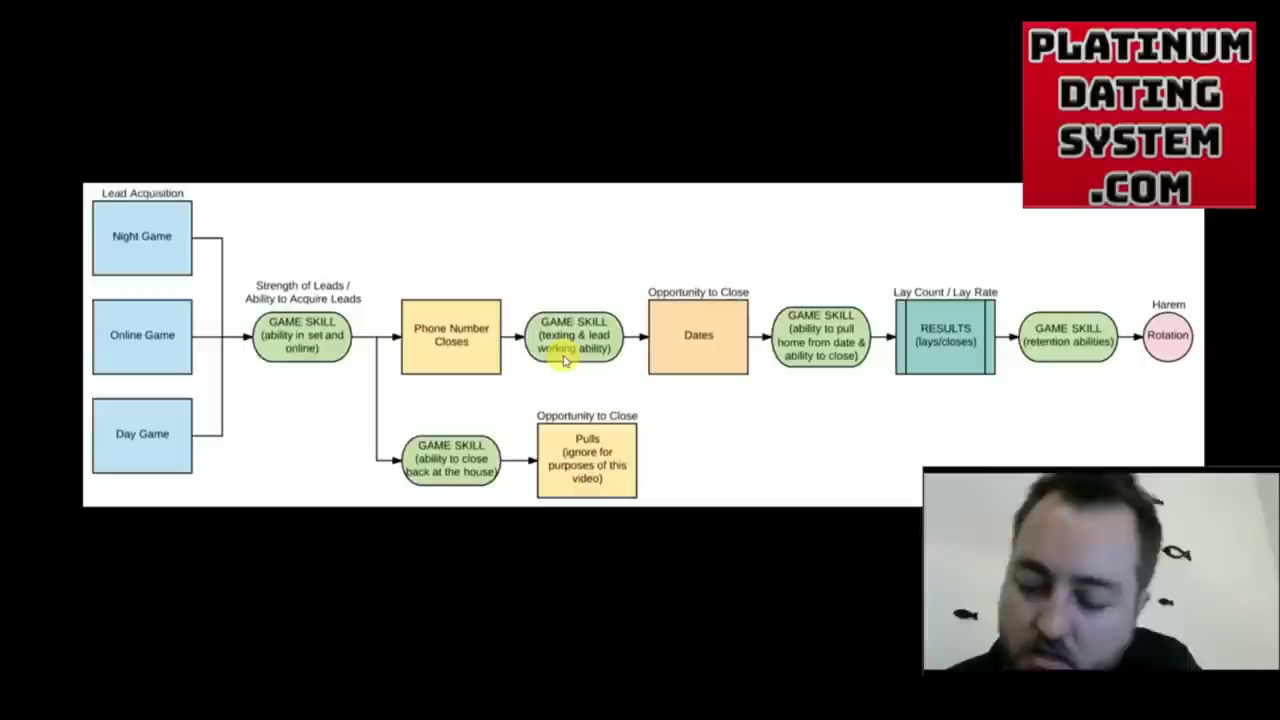 PLATINUM
DATING
SYSTEM
.COM
Lead Acquisition
Night Game
Online Game
Day Game
Strength of Leads /
Ability to Acquire Leads
GAME SKILL
(ability in set and
online)
Phone Number
Closes
GAME SKILL
(texting & lead
working ability)
Opportunity to Close
Dates
GAME SKILL
(ability to pull
home from date &
ability to close)
Lay Count / Lay Rate
RESULTS
(lays/closes)
GAME SKILL
(retention abilities)
Harem
Rotation
GAME SKILL
(ability to close
back at the house)
Opportunity to Close
Pulls
(ignore for
purposes of this
video)